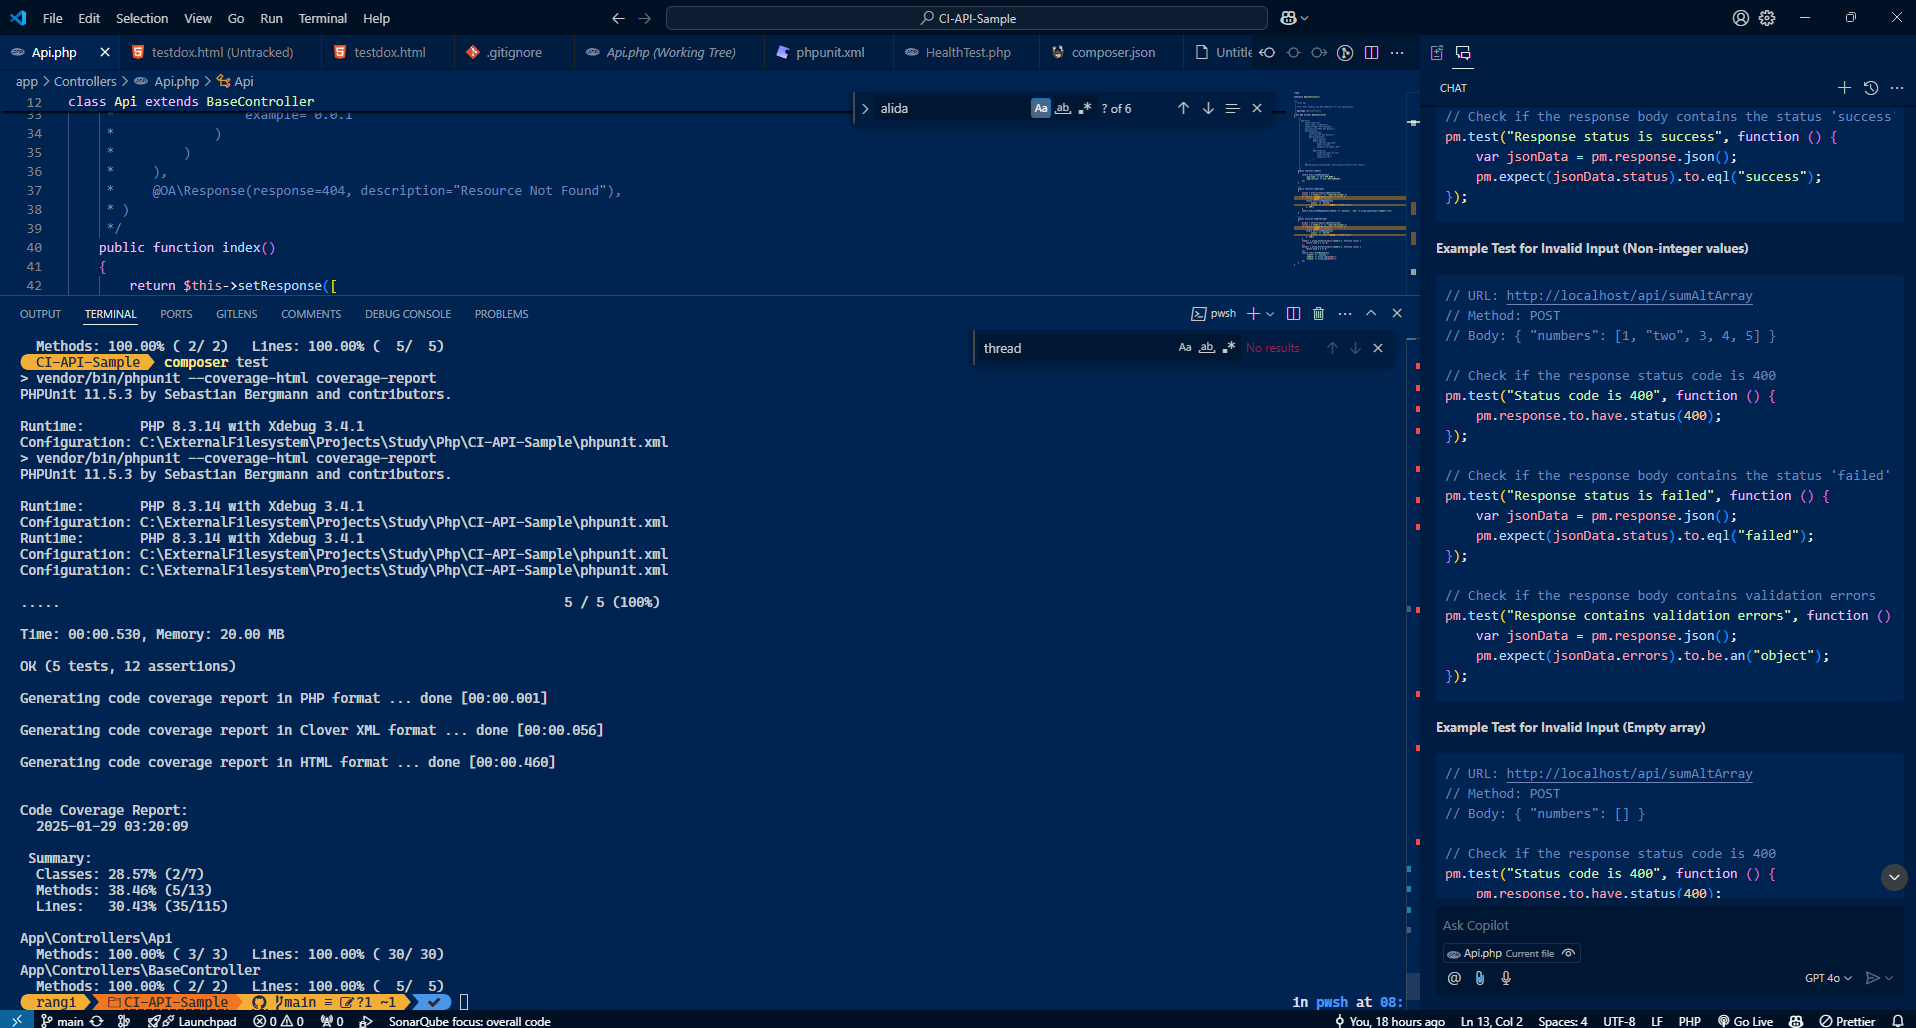 File Edit Selection View Go Run Terminal Help
CI-API-Sample
Api.php
testdox.html (Untracked)
testdox.html
.gitignore
Api.php (Working Tree)
phpunit.xml
HealthTest.php
composer.json
Untitle
app > Controllers > Api.php > Api
12 class Api extends BaseController
33 * example= 0.0.1
34 * )
35 * )
36 * ),
37 * @OA\Response(response=404, description="Resource Not Found"),
38 * )
39 */
40 public function index()
41 {
42 return $this->setResponse([
alida
Aa ab ? of 6
OUTPUT TERMINAL PORTS GITLENS COMMENTS DEBUG CONSOLE PROBLEMS
pwsh
thread
Aa ab No results
Methods: 100.00% ( 2/ 2) Lines: 100.00% ( 5/ 5)
CI-API-Sample composer test
> vendor/bin/phpunit --coverage-html coverage-report
PHPUnit 11.5.3 by Sebastian Bergmann and contributors.
Runtime: PHP 8.3.14 with Xdebug 3.4.1
Configuration: C:\ExternalFilesystem\Projects\Study\Php\CI-API-Sample\phpunit.xml
> vendor/bin/phpunit --coverage-html coverage-report
PHPUnit 11.5.3 by Sebastian Bergmann and contributors.
Runtime: PHP 8.3.14 with Xdebug 3.4.1
Configuration: C:\ExternalFilesystem\Projects\Study\Php\CI-API-Sample\phpunit.xml
Runtime: PHP 8.3.14 with Xdebug 3.4.1
Configuration: C:\ExternalFilesystem\Projects\Study\Php\CI-API-Sample\phpunit.xml
Configuration: C:\ExternalFilesystem\Projects\Study\Php\CI-API-Sample\phpunit.xml
..... 5 / 5 (100%)
Time: 00:00.530, Memory: 20.00 MB
OK (5 tests, 12 assertions)
Generating code coverage report in PHP format ... done [00:00.001]
Generating code coverage report in Clover XML format ... done [00:00.056]
Generating code coverage report in HTML format ... done [00:00.460]
Code Coverage Report:
2025-01-29 03:20:09
Summary:
Classes: 28.57% (2/7)
Methods: 38.46% (5/13)
Lines: 30.43% (35/115)
App\Controllers\Api
Methods: 100.00% ( 3/ 3) Lines: 100.00% ( 30/ 30)
App\Controllers\BaseController
Methods: 100.00% ( 2/ 2) Lines: 100.00% ( 5/ 5)
rangi CI-API-Sample main ≡ ?1 ~1
in pwsh at 08:
CHAT
// Check if the response body contains the status 'success'
pm.test("Response status is success", function () {
var jsonData = pm.response.json();
pm.expect(jsonData.status).to.eql("success");
});
Example Test for Invalid Input (Non-integer values)
// URL: http://localhost/api/sumAltArray
// Method: POST
// Body: { "numbers": [1, "two", 3, 4, 5] }
// Check if the response status code is 400
pm.test("Status code is 400", function () {
pm.response.to.have.status(400);
});
// Check if the response body contains the status 'failed'
pm.test("Response status is failed", function () {
var jsonData = pm.response.json();
pm.expect(jsonData.status).to.eql("failed");
});
// Check if the response body contains validation errors
pm.test("Response contains validation errors", function ()
var jsonData = pm.response.json();
pm.expect(jsonData.errors).to.be.an("object");
});
Example Test for Invalid Input (Empty array)
// URL: http://localhost/api/sumAltArray
// Method: POST
// Body: { "numbers": [] }
// Check if the response status code is 400
pm.test("Status code is 400", function () {
pm.response.to.have.status(400);
Ask Copilot
Api.php Current file
GPT 4o
main Launchpad 0 0 0 SonarQube focus: overall code
You, 18 hours ago Ln 13, Col 2 Spaces: 4 UTF-8 LF PHP Go Live Prettier